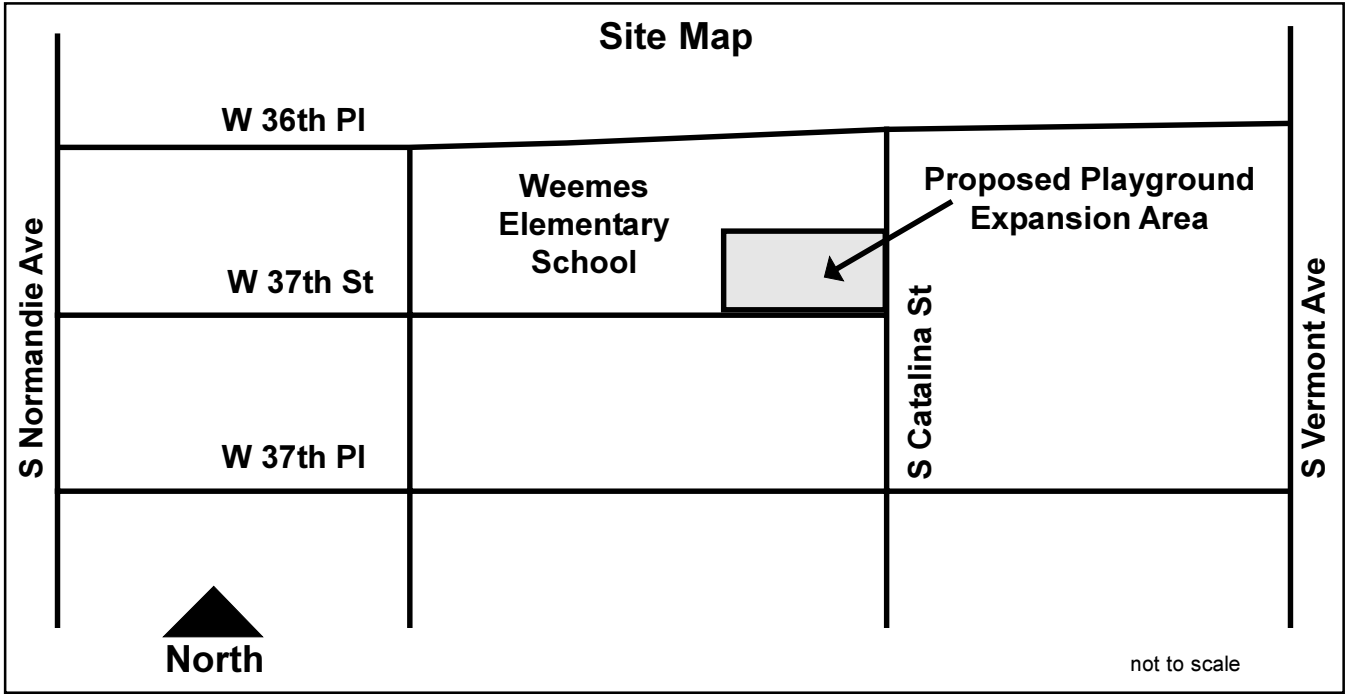 Site Map
W 36th Pl
Weemes
Elementary
School
Proposed Playground
Expansion Area
S Normandie Ave
W 37th St
S Catalina St
S Vermont Ave
W 37th Pl
North
not to scale